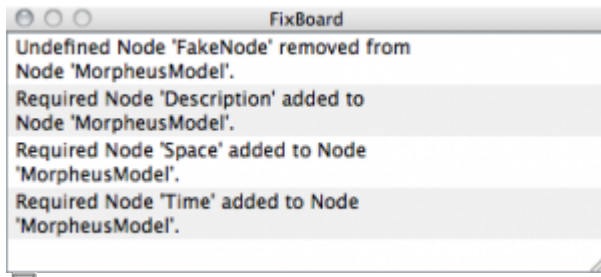 FixBoard
Undefined Node 'FakeNode' removed from
Node 'MorpheusModel'.
Required Node 'Description' added to
Node 'MorpheusModel'.
Required Node 'Space' added to Node
'MorpheusModel'.
Required Node 'Time' added to Node
'MorpheusModel'.